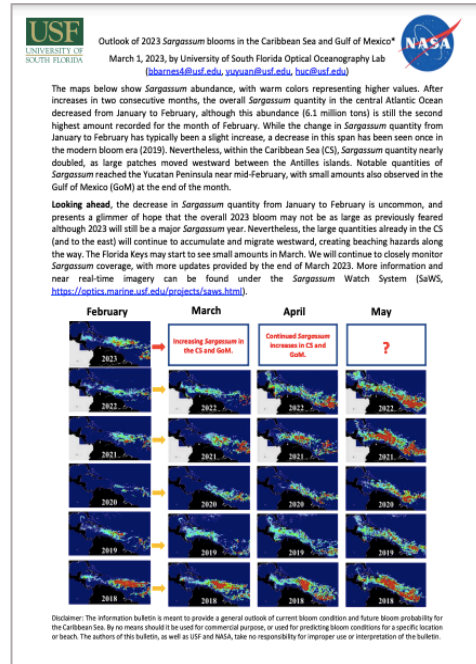 USF
UNIVERSITY OF
SOUTH FLORIDA
NASA
Outlook of 2023 Sargassum blooms in the Caribbean Sea and Gulf of Mexico*
March 1, 2023, by University of South Florida Optical Oceanography Lab
(bbarnes4@usf.edu, yuyuan@usf.edu, huc@usf.edu)
The maps below show Sargassum abundance, with warm colors representing higher values. After
increases in two consecutive months, the overall Sargassum quantity in the central Atlantic Ocean
decreased from January to February, although this abundance (6.1 million tons) is still the second
highest amount recorded for the month of February. While the change in Sargassum quantity from
January to February has typically been a slight increase, a decrease in this span has been seen once
in the modern bloom era (2019). Nevertheless, within the Caribbean Sea (CS), Sargassum quantity nearly
doubled, as large patches moved westward between the Antilles islands. Notable quantities of
Sargassum reached the Yucatan Peninsula near mid-February, with small amounts also observed in the
Gulf of Mexico (GoM) at the end of the month.
Looking ahead, the decrease in Sargassum quantity from January to February is uncommon, and
presents a glimmer of hope that the overall 2023 bloom may not be as large as previously feared
although 2023 will still be a major Sargassum year. Nevertheless, the large quantities already in the CS
(and to the east) will continue to accumulate and migrate westward, creating beaching hazards along
the way. The Florida Keys may start to see small amounts in March. We will continue to closely monitor
Sargassum coverage, with more updates provided by the end of March 2023. More information and
near real-time imagery can be found under the Sargassum Watch System (SaWS,
https://optics.marine.usf.edu/projects/saws.html).
February March April May
2023
Increasing Sargassum in
the CS and GoM.
Continued Sargassum
increases in CS and
GoM.
?
2022 2022 2022 2022
2021 2021 2021 2021
2020 2020 2020 2020
2019 2019 2019 2019
2018 2018 2018 2018
Disclaimer: The information bulletin is meant to provide a general outlook of current bloom condition and future bloom probability for
the Caribbean Sea. By no means should it be used for commercial purpose, or used for predicting bloom conditions for a specific location
or beach. The authors of this bulletin, as well as USF and NASA, take no responsibility for improper use or interpretation of the bulletin.